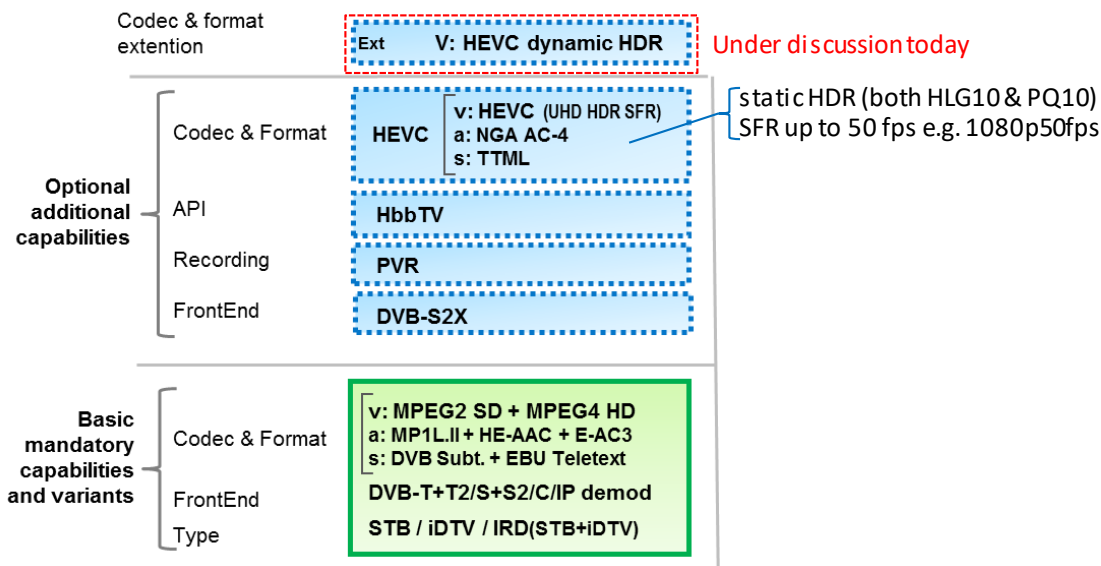 Codec & format
extention
Ext V: HEVC dynamic HDR
Under discussion today
static HDR (both HLG10 & PQ10)
SFR up to 50 fps e.g. 1080p50fps
Optional
additional
capabilities
Codec & Format
HEVC
v: HEVC (UHD HDR SFR)
a: NGA AC-4
s: TTML
API
HbbTV
Recording
PVR
FrontEnd
DVB-S2X
Basic
mandatory
capabilities
and variants
Codec & Format
v: MPEG2 SD + MPEG4 HD
a: MP1L.II + HE-AAC + E-AC3
s: DVB Subt. + EBU Teletext
FrontEnd
DVB-T+T2/S+S2/C/IP demod
Type
STB / iDTV / IRD(STB+iDTV)